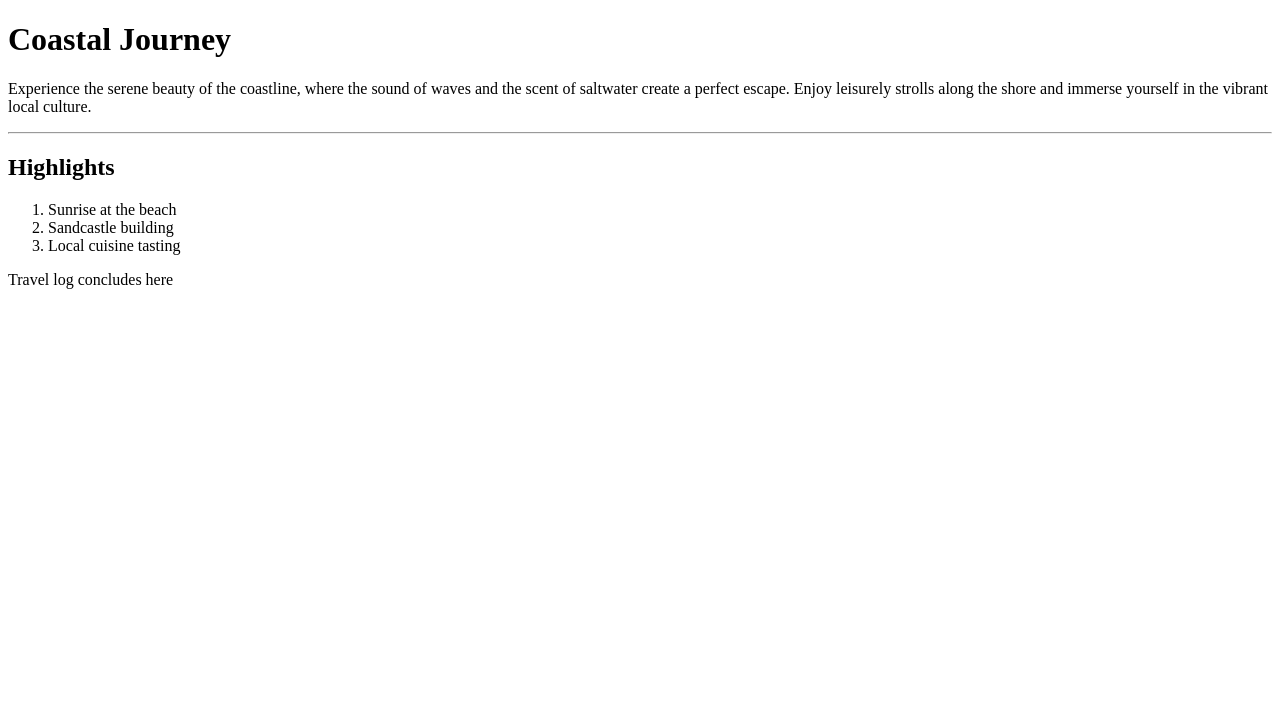 Coastal Journey
Experience the serene beauty of the coastline, where the sound of waves and the scent of saltwater create a perfect escape. Enjoy leisurely strolls along the shore and immerse yourself in the vibrant
local culture.
Highlights
1. Sunrise at the beach
2. Sandcastle building
3. Local cuisine tasting
Travel log concludes here